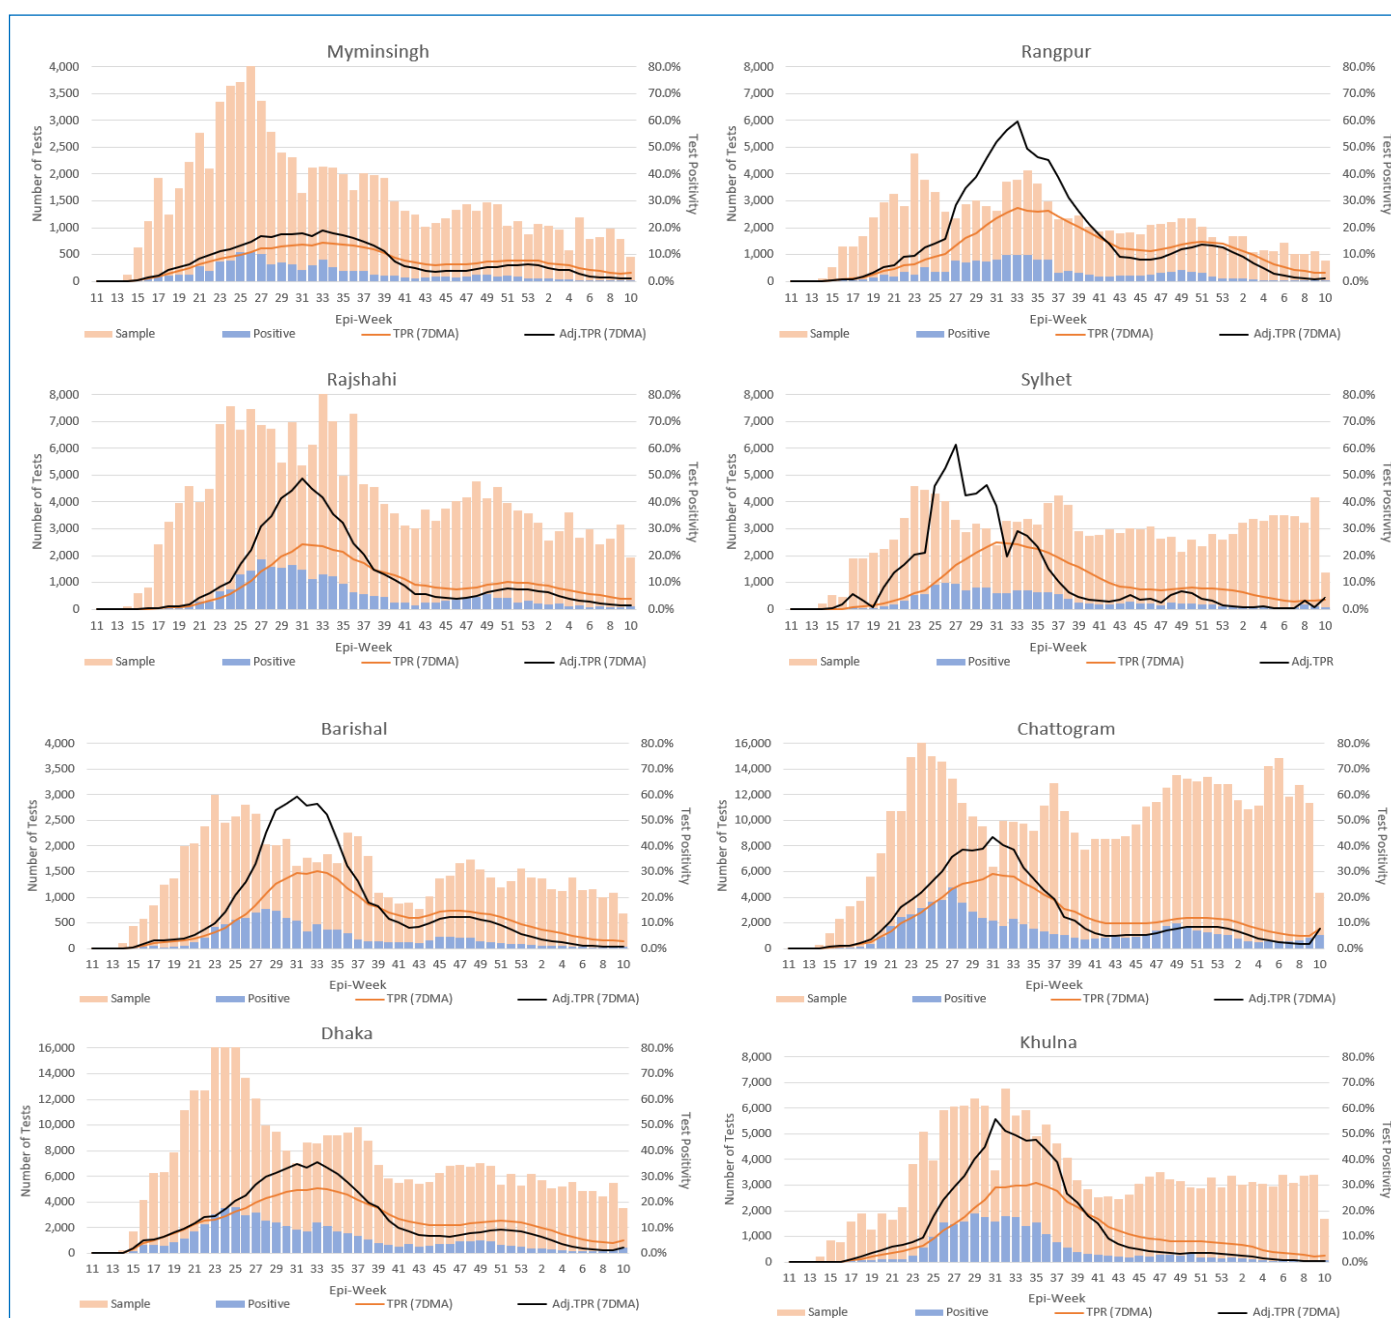 Myminsingh
4,000 3,500 3,000 2,500 2,000 1,500 1,000 500 0
Number of Tests
80.0% 70.0% 60.0% 50.0% 40.0% 30.0% 20.0% 10.0% 0.0%
Test Positivity
11 13 15 17 19 21 23 25 27 29 31 33 35 37 39 41 43 45 47 49 51 53 2 4 6 8 10
Epi-Week
Sample Positive TPR (7DMA) Adj.TPR (7DMA)
Rangpur
8,000 7,000 6,000 5,000 4,000 3,000 2,000 1,000 0
Number of Tests
80.0% 70.0% 60.0% 50.0% 40.0% 30.0% 20.0% 10.0% 0.0%
Test Positivity
11 13 15 17 19 21 23 25 27 29 31 33 35 37 39 41 43 45 47 49 51 53 2 4 6 8 10
Epi-Week
Sample Positive TPR (7DMA) Adj.TPR (7DMA)
Rajshahi
8,000 7,000 6,000 5,000 4,000 3,000 2,000 1,000 0
Number of Tests
80.0% 70.0% 60.0% 50.0% 40.0% 30.0% 20.0% 10.0% 0.0%
Test Positivity
11 13 15 17 19 21 23 25 27 29 31 33 35 37 39 41 43 45 47 49 51 53 2 4 6 8 10
Epi-Week
Sample Positive TPR (7DMA) Adj.TPR (7DMA)
Sylhet
8,000 7,000 6,000 5,000 4,000 3,000 2,000 1,000 0
Number of Tests
80.0% 70.0% 60.0% 50.0% 40.0% 30.0% 20.0% 10.0% 0.0%
Test Positivity
11 13 15 17 19 21 23 25 27 29 31 33 35 37 39 41 43 45 47 49 51 53 2 4 6 8 10
Epi-Week
Sample Positive TPR (7DMA) Adj.TPR
Barishal
4,000 3,500 3,000 2,500 2,000 1,500 1,000 500 0
Number of Tests
80.0% 70.0% 60.0% 50.0% 40.0% 30.0% 20.0% 10.0% 0.0%
Test Positivity
11 13 15 17 19 21 23 25 27 29 31 33 35 37 39 41 43 45 47 49 51 53 2 4 6 8 10
Epi-Week
Sample Positive TPR (7DMA) Adj.TPR (7DMA)
Chattogram
16,000 14,000 12,000 10,000 8,000 6,000 4,000 2,000 0
Number of Tests
80.0% 70.0% 60.0% 50.0% 40.0% 30.0% 20.0% 10.0% 0.0%
Test Positivity
11 13 15 17 19 21 23 25 27 29 31 33 35 37 39 41 43 45 47 49 51 53 2 4 6 8 10
Epi-Week
Sample Positive TPR (7DMA) Adj.TPR (7DMA)
Dhaka
16,000 14,000 12,000 10,000 8,000 6,000 4,000 2,000 0
Number of Tests
80.0% 70.0% 60.0% 50.0% 40.0% 30.0% 20.0% 10.0% 0.0%
Test Positivity
11 13 15 17 19 21 23 25 27 29 31 33 35 37 39 41 43 45 47 49 51 53 2 4 6 8 10
Epi-Week
Sample Positive TPR (7DMA) Adj.TPR (7DMA)
Khulna
8,000 7,000 6,000 5,000 4,000 3,000 2,000 1,000 0
Number of Tests
80.0% 70.0% 60.0% 50.0% 40.0% 30.0% 20.0% 10.0% 0.0%
Test Positivity
11 13 15 17 19 21 23 25 27 29 31 33 35 37 39 41 43 45 47 49 51 53 2 4 6 8 10
Epi-Week
Sample Positive TPR (7DMA) Adj.TPR (7DMA)